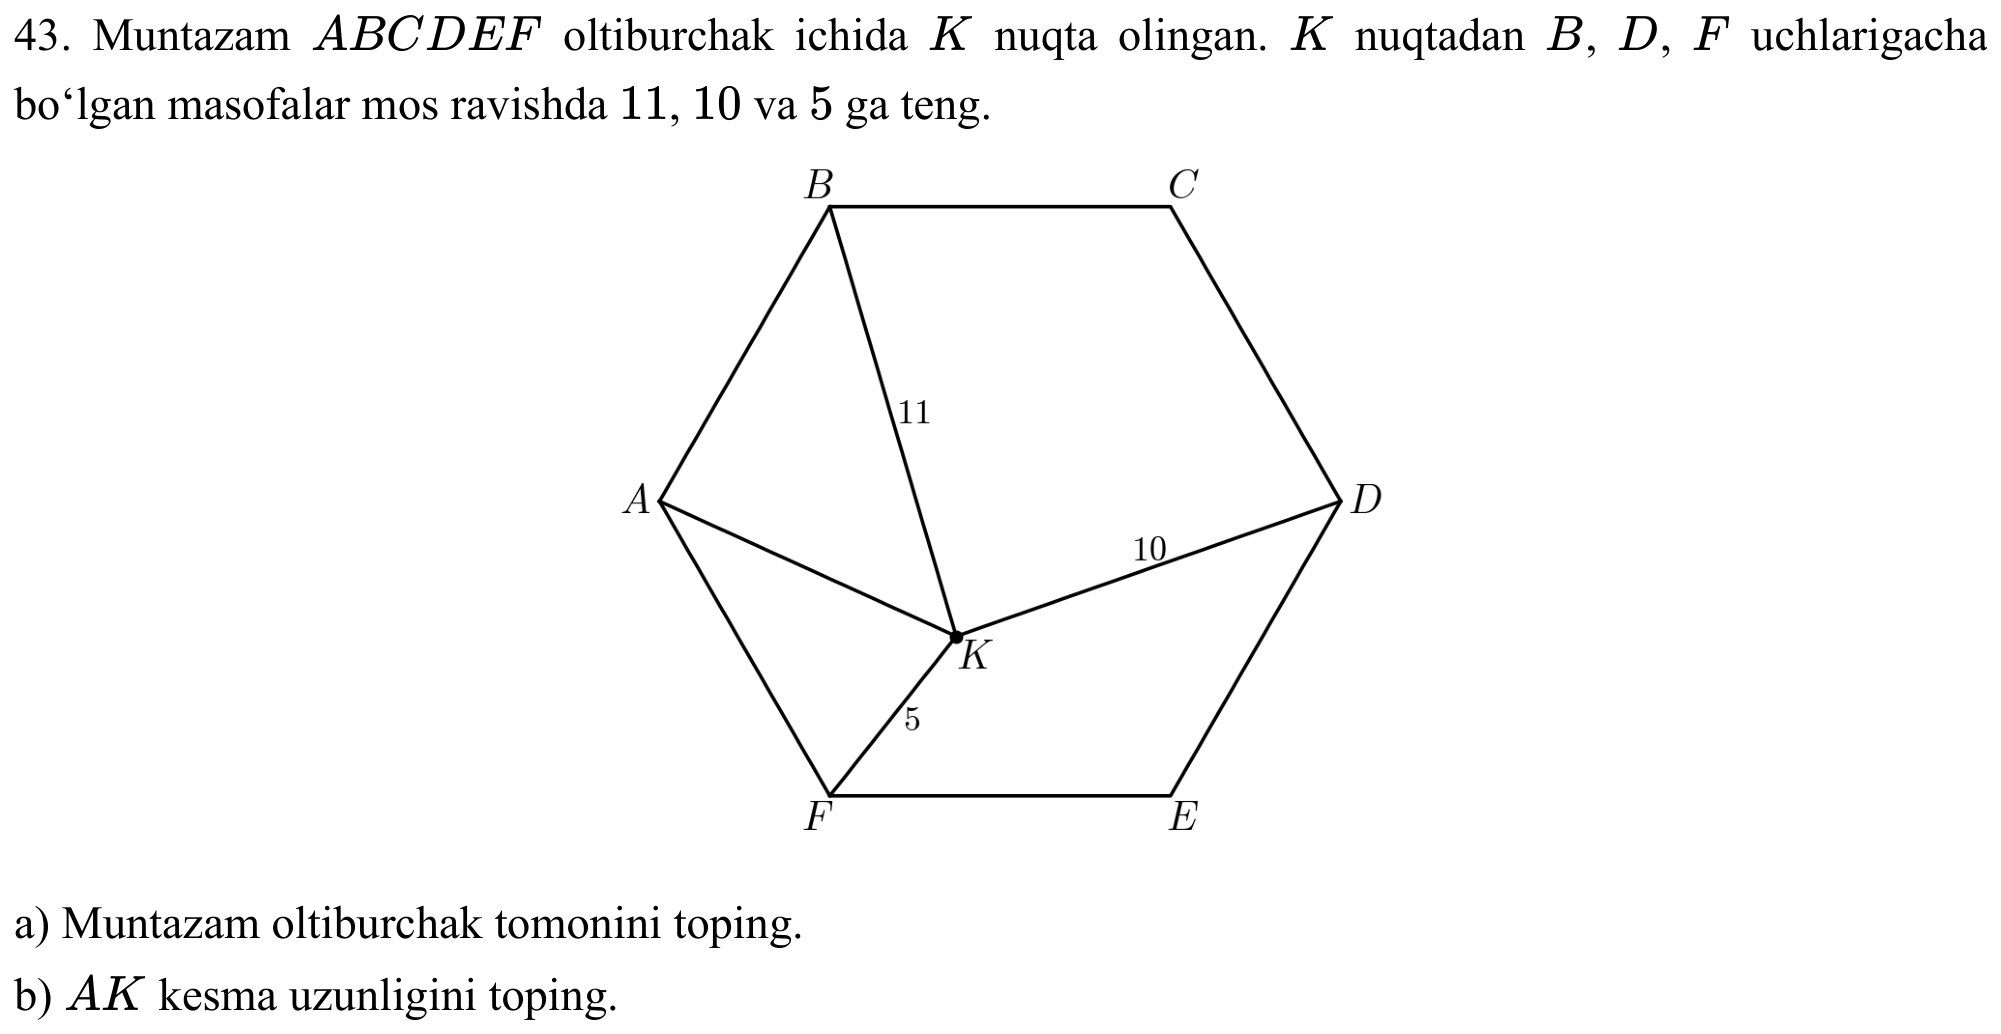 43. Muntazam ABCDEF oltiburchak ichida K nuqta olingan. K nuqtadan B, D, F uchlarigacha
bo‘lgan masofalar mos ravishda 11, 10 va 5 ga teng.
B
C
11
A
D
10
K
5
F
E
a) Muntazam oltiburchak tomonini toping.
b) AK kesma uzunligini toping.